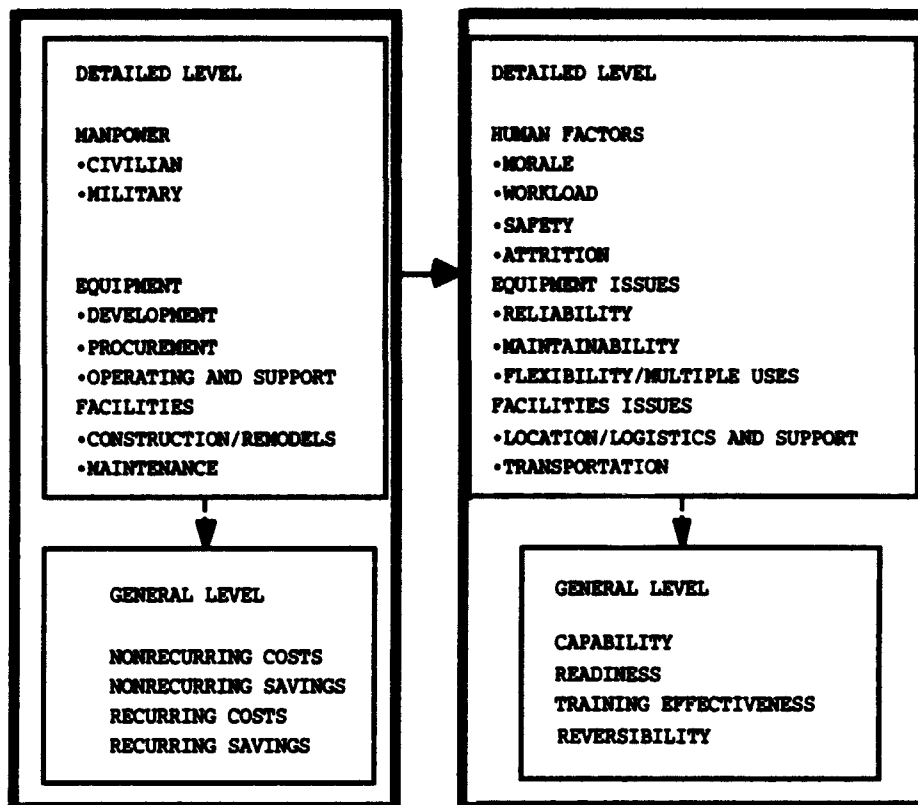 DETAILED LEVEL
MANPOWER
•CIVILIAN
•MILITARY
EQUIPMENT
•DEVELOPMENT
•PROCUREMENT
•OPERATING AND SUPPORT
FACILITIES
•CONSTRUCTION/REMODELS
•MAINTENANCE
GENERAL LEVEL
NONRECURRING COSTS
NONRECURRING SAVINGS
RECURRING COSTS
RECURRING SAVINGS
DETAILED LEVEL
HUMAN FACTORS
•MORALE
•WORKLOAD
•SAFETY
•ATTRITION
EQUIPMENT ISSUES
•RELIABILITY
•MAINTAINABILITY
•FLEXIBILITY/MULTIPLE USES
FACILITIES ISSUES
•LOCATION/LOGISTICS AND SUPPORT
•TRANSPORTATION
GENERAL LEVEL
CAPABILITY
READINESS
TRAINING EFFECTIVENESS
REVERSIBILITY